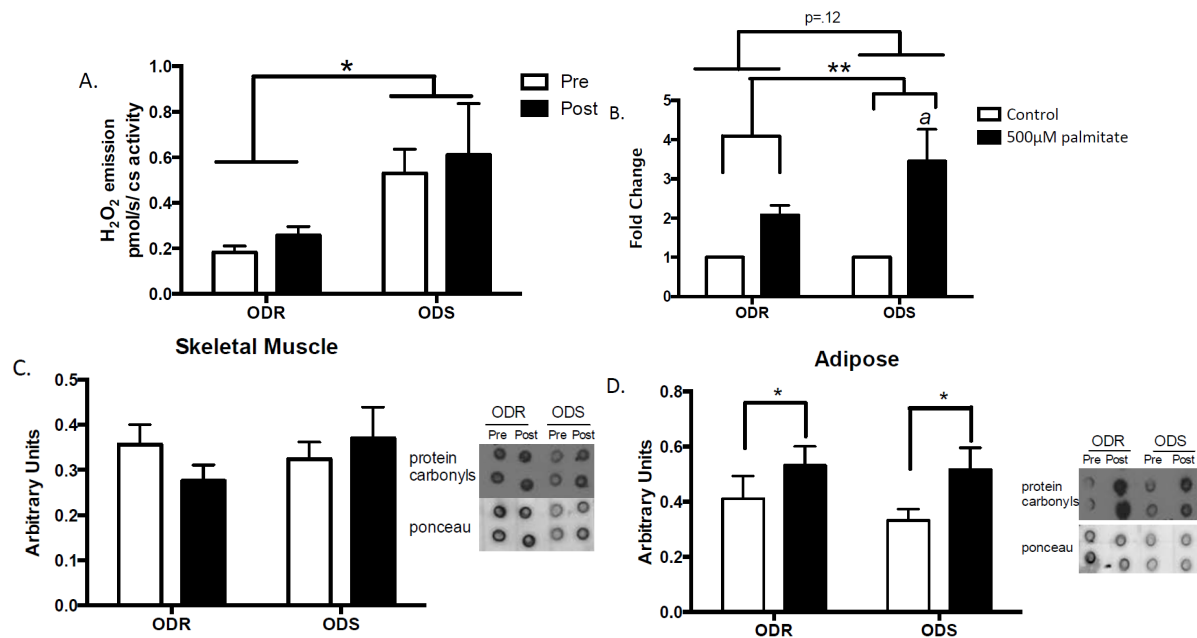 A.
H₂O₂ emission
pmol/s/ cs activity
1.0
0.8
0.6
0.4
0.2
0.0
*
Pre
Post
ODR
ODS
B.
p=.12
**
Fold Change
5
4
3
2
1
0
a
Control
500µM palmitate
ODR
ODS
C.
Skeletal Muscle
Arbitrary Units
0.5
0.4
0.3
0.2
0.1
0.0
ODR
ODS
ODR ODS
Pre Post Pre Post
protein
carbonyls
ponceau
D.
Adipose
Arbitrary Units
0.8
0.6
0.4
0.2
0.0
*
*
ODR
ODS
ODR ODS
Pre Post Pre Post
protein
carbonyls
ponceau